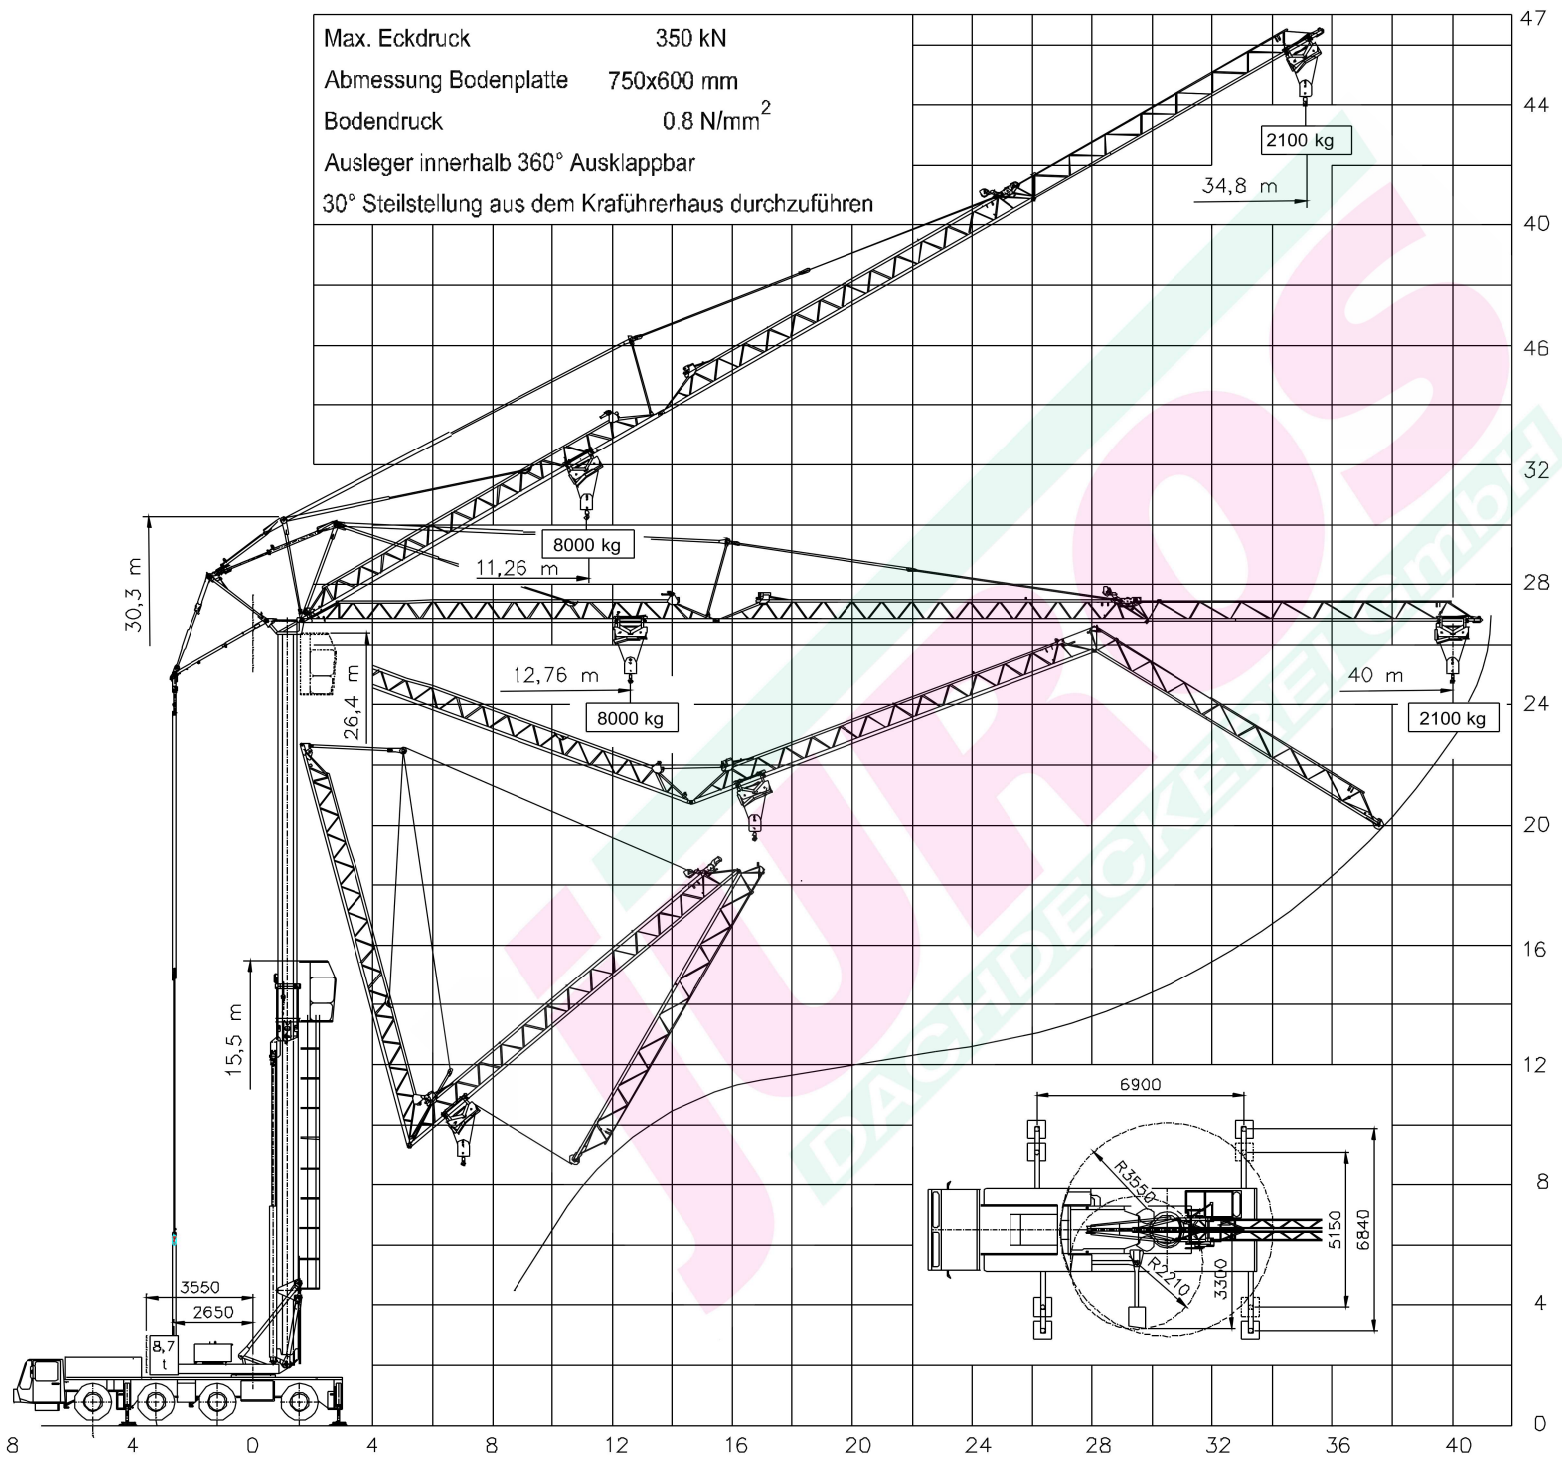 Max. Eckdruck 350 kN
Abmessung Bodenplatte 750x600 mm
Bodendruck 0.8 N/mm²
Ausleger innerhalb 360° Ausklappbar
30° Steilstellung aus dem Kraführerhaus durchzuführen
47
44
2100 kg
34,8 m
40
46
32
8000 kg
11,26 m
30,3 m
28
12,76 m
40 m
26,4 m
8000 kg
2100 kg
24
20
16
15,5 m
12
6900
R3550
8
5150
6840
R2210
3300
3550
2650
4
8,7
t
0
8 4 0 4 8 12 16 20 24 28 32 36 40
JUROS
DACHDECKEREI GmbH